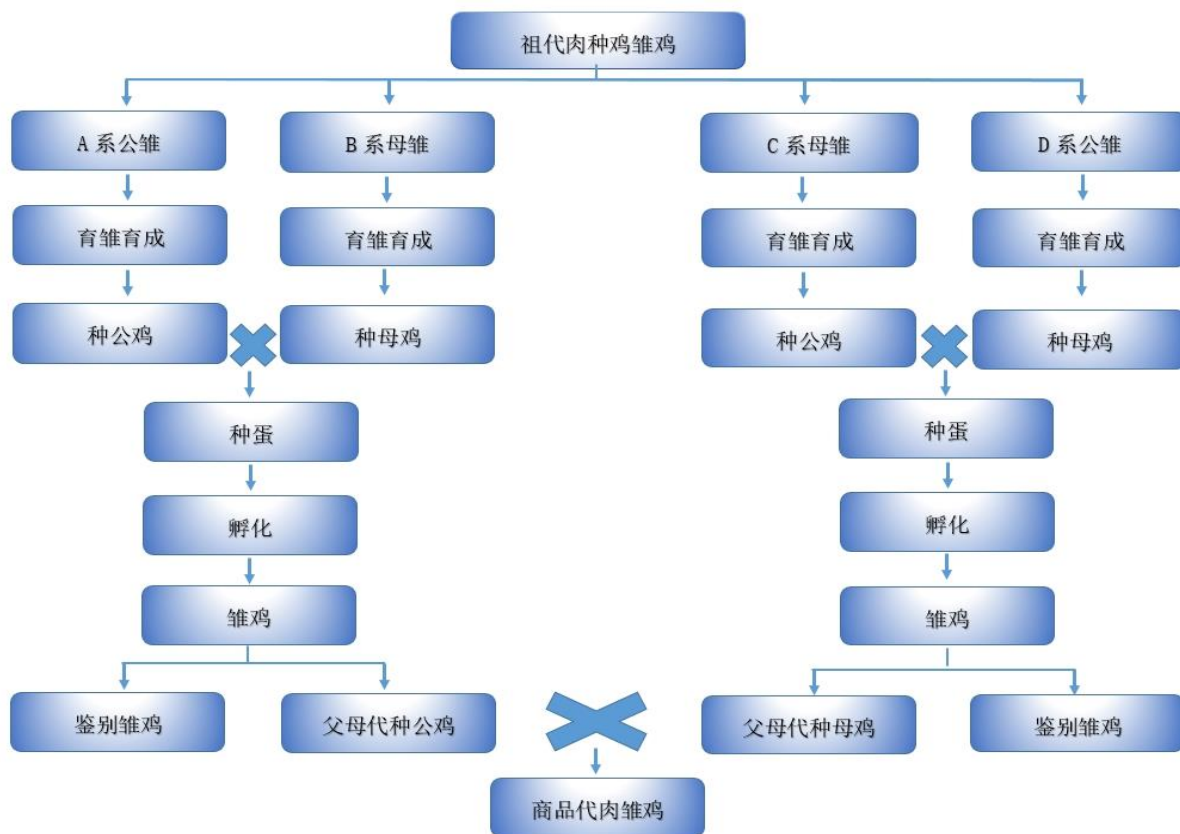 祖代肉种鸡雏鸡
A 系公雏
B 系母雏
C 系母雏
D 系公雏
育雏育成
育雏育成
育雏育成
育雏育成
种公鸡
种母鸡
种公鸡
种母鸡
种蛋
种蛋
孵化
孵化
雏鸡
雏鸡
鉴别雏鸡
父母代种公鸡
父母代种母鸡
鉴别雏鸡
商品代肉雏鸡